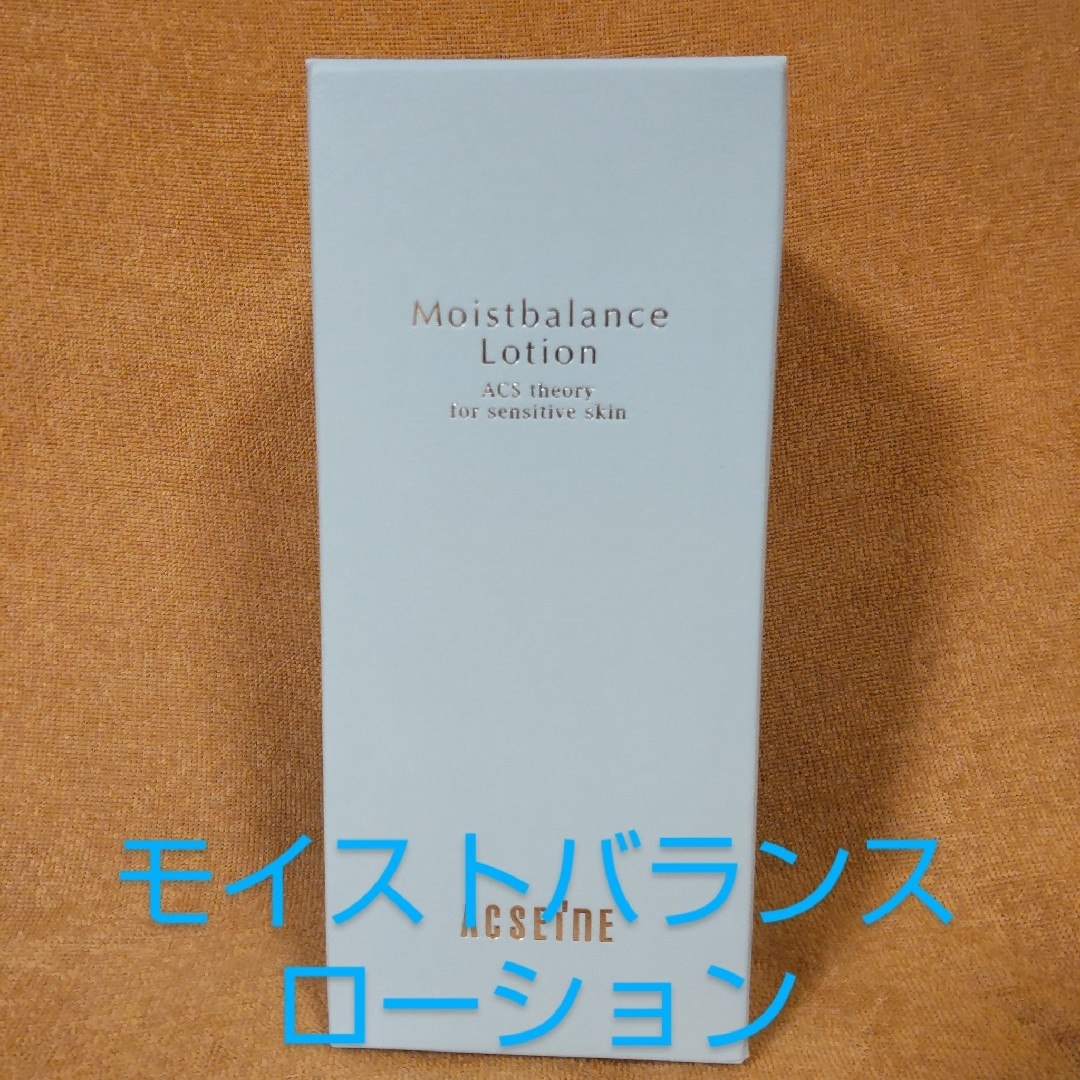 Moistbalance
Lotion
ACS theory
for sensitive skin
モイストバランス
ACSEINE
ローション